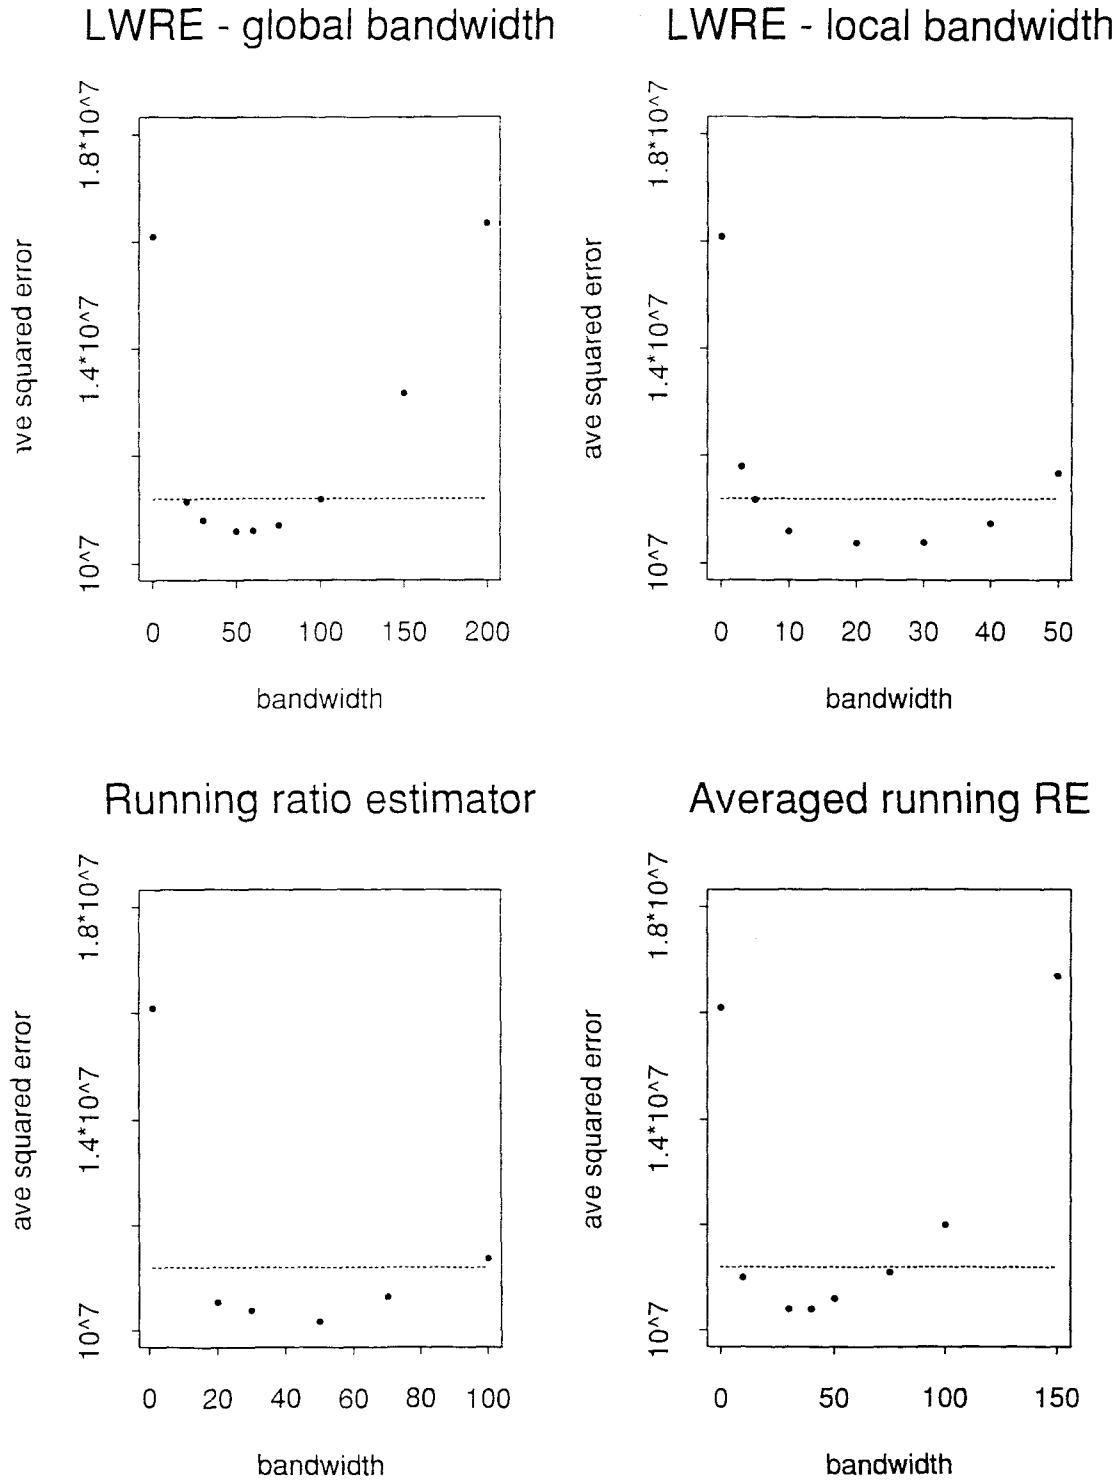 LWRE - global bandwidth
1.8*10^7
1.4*10^7
10^7
ve squared error
0 50 100 150 200
bandwidth
LWRE - local bandwidth
1.8*10^7
1.4*10^7
10^7
ave squared error
0 10 20 30 40 50
bandwidth
Running ratio estimator
1.8*10^7
1.4*10^7
10^7
ave squared error
0 20 40 60 80 100
bandwidth
Averaged running RE
1.8*10^7
1.4*10^7
10^7
ave squared error
0 50 100 150
bandwidth